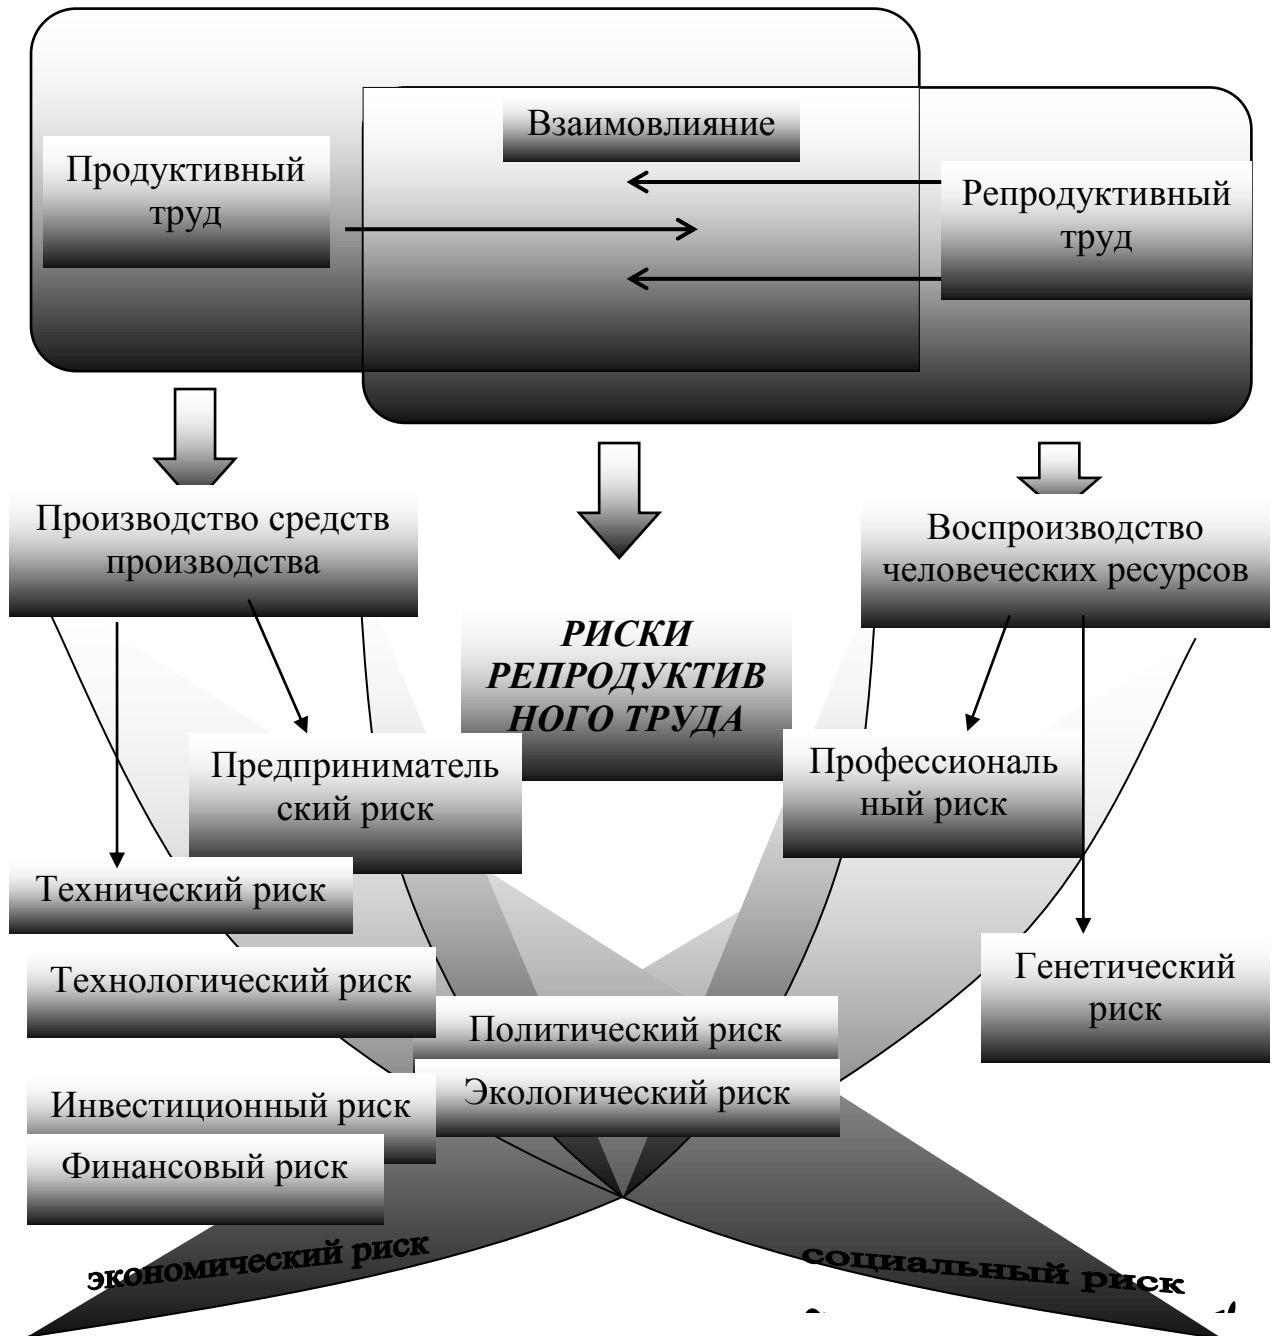 Взаимовлияние
Продуктивный
труд
Репродуктивный
труд
Производство средств
производства
Воспроизводство
человеческих ресурсов
РИСКИ
РЕПРОДУКТИВ
НОГО ТРУДА
Предприниматель
ский риск
Профессиональ
ный риск
Технический риск
Технологический риск
Генетический
риск
Политический риск
Экологический риск
Инвестиционный риск
Финансовый риск
экономический риск
социальный риск